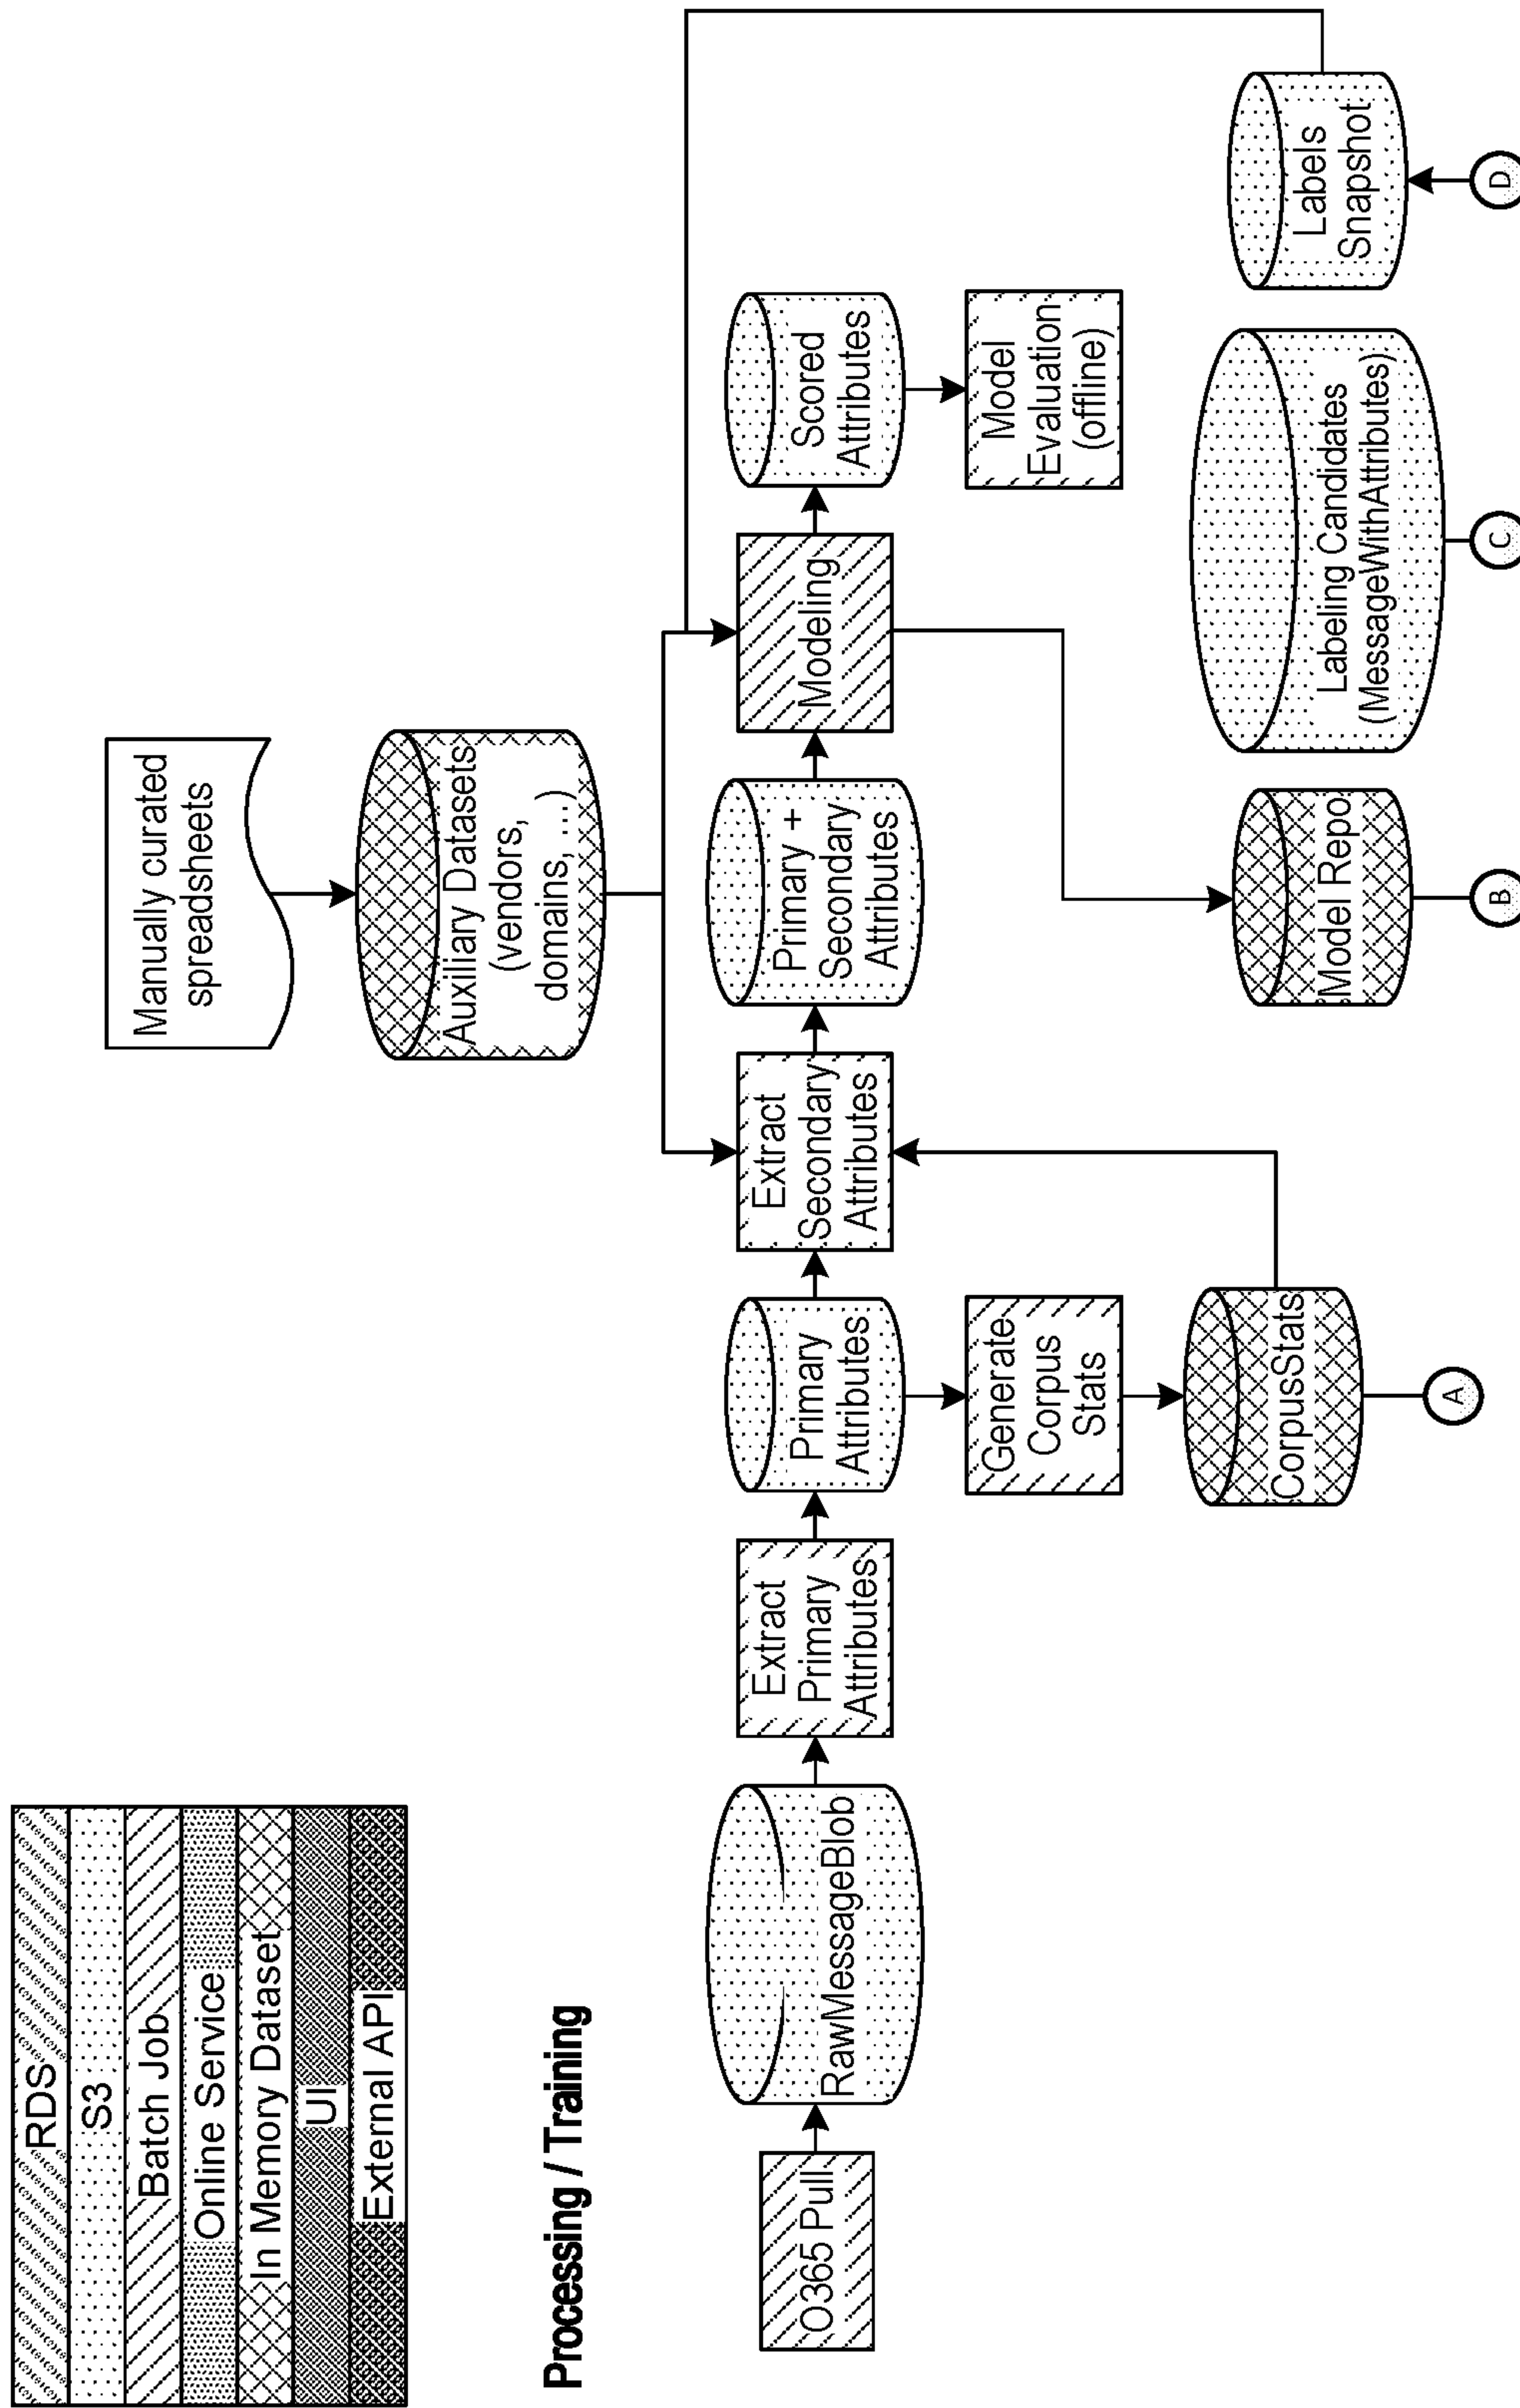 RDS
S3
Batch Job
Online Service
In Memory Dataset
UI
External API
Processing / Training
Manually curated
spreadsheets
Auxiliary Datasets
(vendors,
domains, ...)
O365 Pull
RawMessageBlob
Extract
Primary
Attributes
Primary
Attributes
Extract
Secondary
Attributes
Primary +
Secondary
Attributes
Modeling
Scored
Attributes
Generate
Corpus
Stats
Model
Evaluation
(offline)
CorpusStats
Model Repo
Labeling Candidates
(MessageWithAttributes)
Labels
Snapshot
A
B
C
D